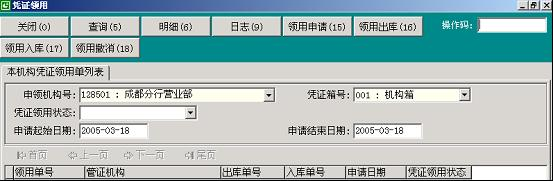 凭证领用
关闭(0) 查询(5) 明细(6) 日志(9) 领用申请(15) 领用出库(16) 操作码:
领用入库(17) 领用撤消(18)
本机构凭证领用单列表
申领机构号: 128501 : 成都分行营业部 凭证箱号: 001 : 机构箱
凭证领用状态:
申请起始日期: 2005-03-18 申请结束日期: 2005-03-18
首页 上一页 下一页 尾页
领用单号 管证机构 出库单号 入库单号 申请日期 凭证领用状态